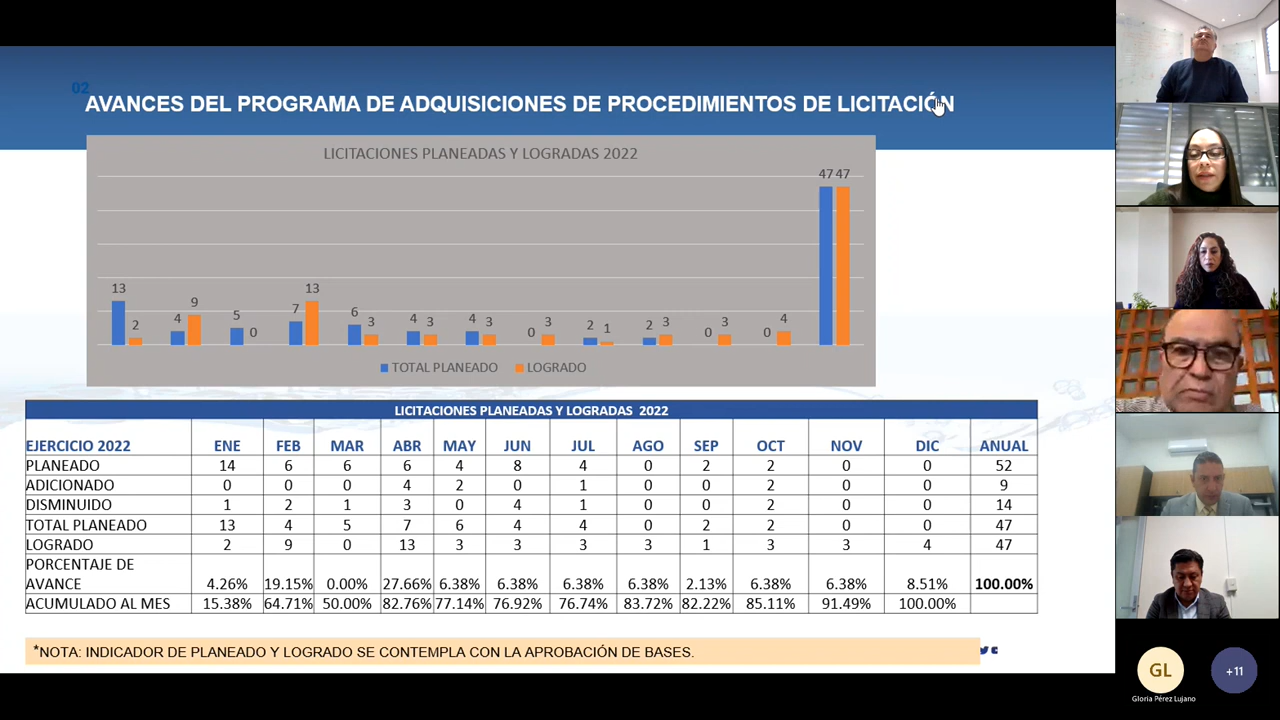 02
AVANCES DEL PROGRAMA DE ADQUISICIONES DE PROCEDIMIENTOS DE LICITACIÓN
LICITACIONES PLANEADAS Y LOGRADAS 2022
13 2 4 9 5 0 7 13 6 3 4 3 4 3 0 3 2 1 2 3 0 3 0 4 47 47
TOTAL PLANEADO LOGRADO
LICITACIONES PLANEADAS Y LOGRADAS 2022
EJERCICIO 2022 ENE FEB MAR ABR MAY JUN JUL AGO SEP OCT NOV DIC ANUAL
PLANEADO 14 6 6 6 4 8 4 0 2 2 0 0 52
ADICIONADO 0 0 0 4 2 0 1 0 0 2 0 0 9
DISMINUIDO 1 2 1 3 0 4 1 0 0 2 0 0 14
TOTAL PLANEADO 13 4 5 7 6 4 4 0 2 2 0 0 47
LOGRADO 2 9 0 13 3 3 3 3 1 3 3 4 47
PORCENTAJE DE
AVANCE 4.26% 19.15% 0.00% 27.66% 6.38% 6.38% 6.38% 6.38% 2.13% 6.38% 6.38% 8.51% 100.00%
ACUMULADO AL MES 15.38% 64.71% 50.00% 82.76% 77.14% 76.92% 76.74% 83.72% 82.22% 85.11% 91.49% 100.00%
*NOTA: INDICADOR DE PLANEADO Y LOGRADO SE CONTEMPLA CON LA APROBACIÓN DE BASES.
GL
+11
Gloria Pérez Lujano